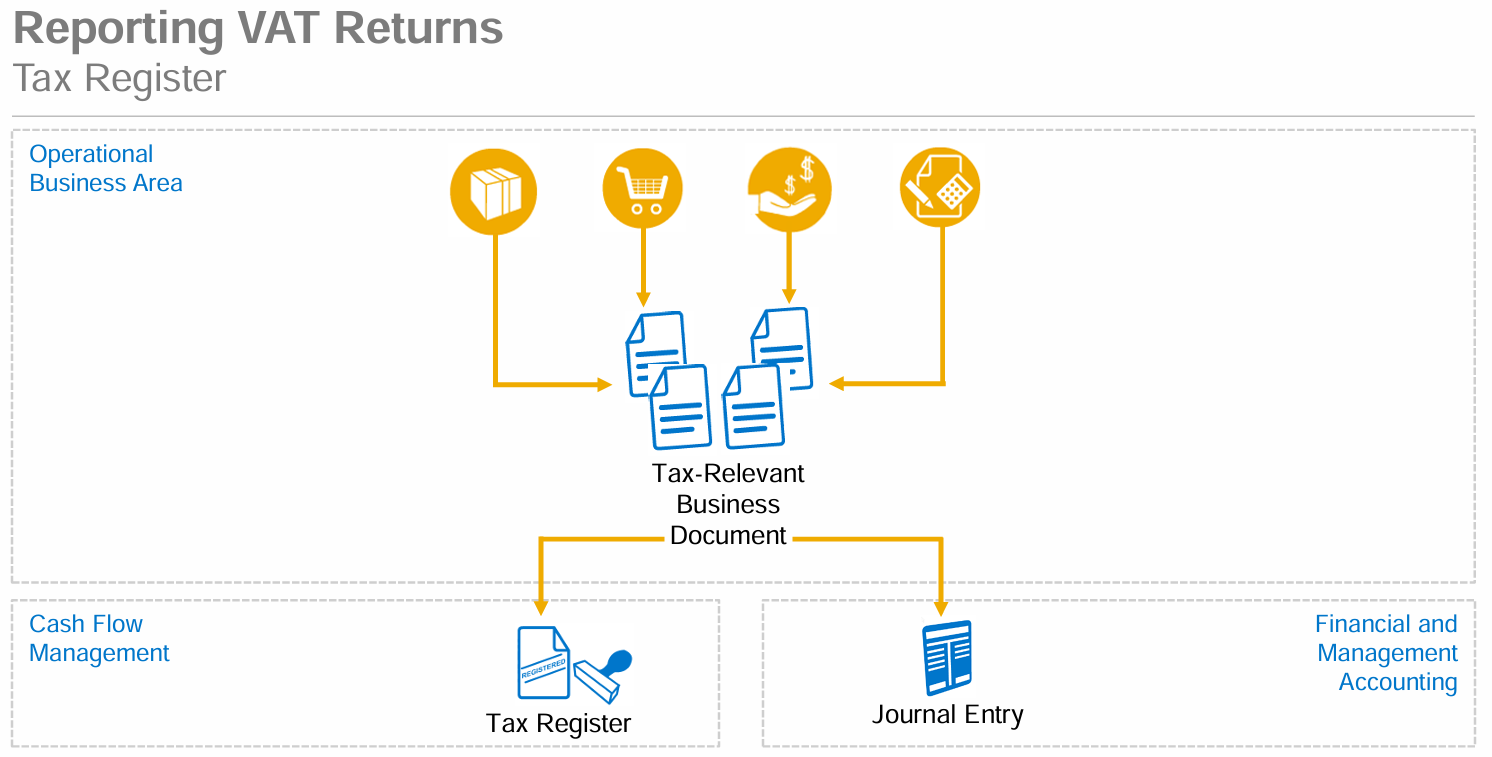 Reporting VAT Returns
Tax Register
Operational
Business Area
$ $
Tax-Relevant
Business
Document
Cash Flow
Management
REGISTERED
Tax Register
Financial and
Management
Accounting
Journal Entry